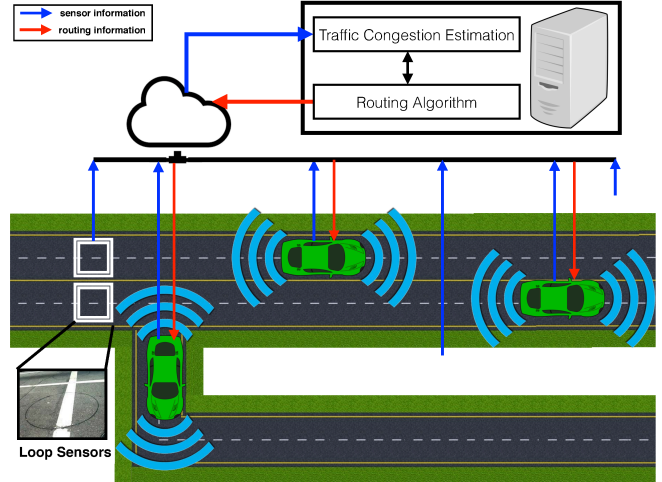 sensor information
routing information
Traffic Congestion Estimation
Routing Algorithm
Loop Sensors